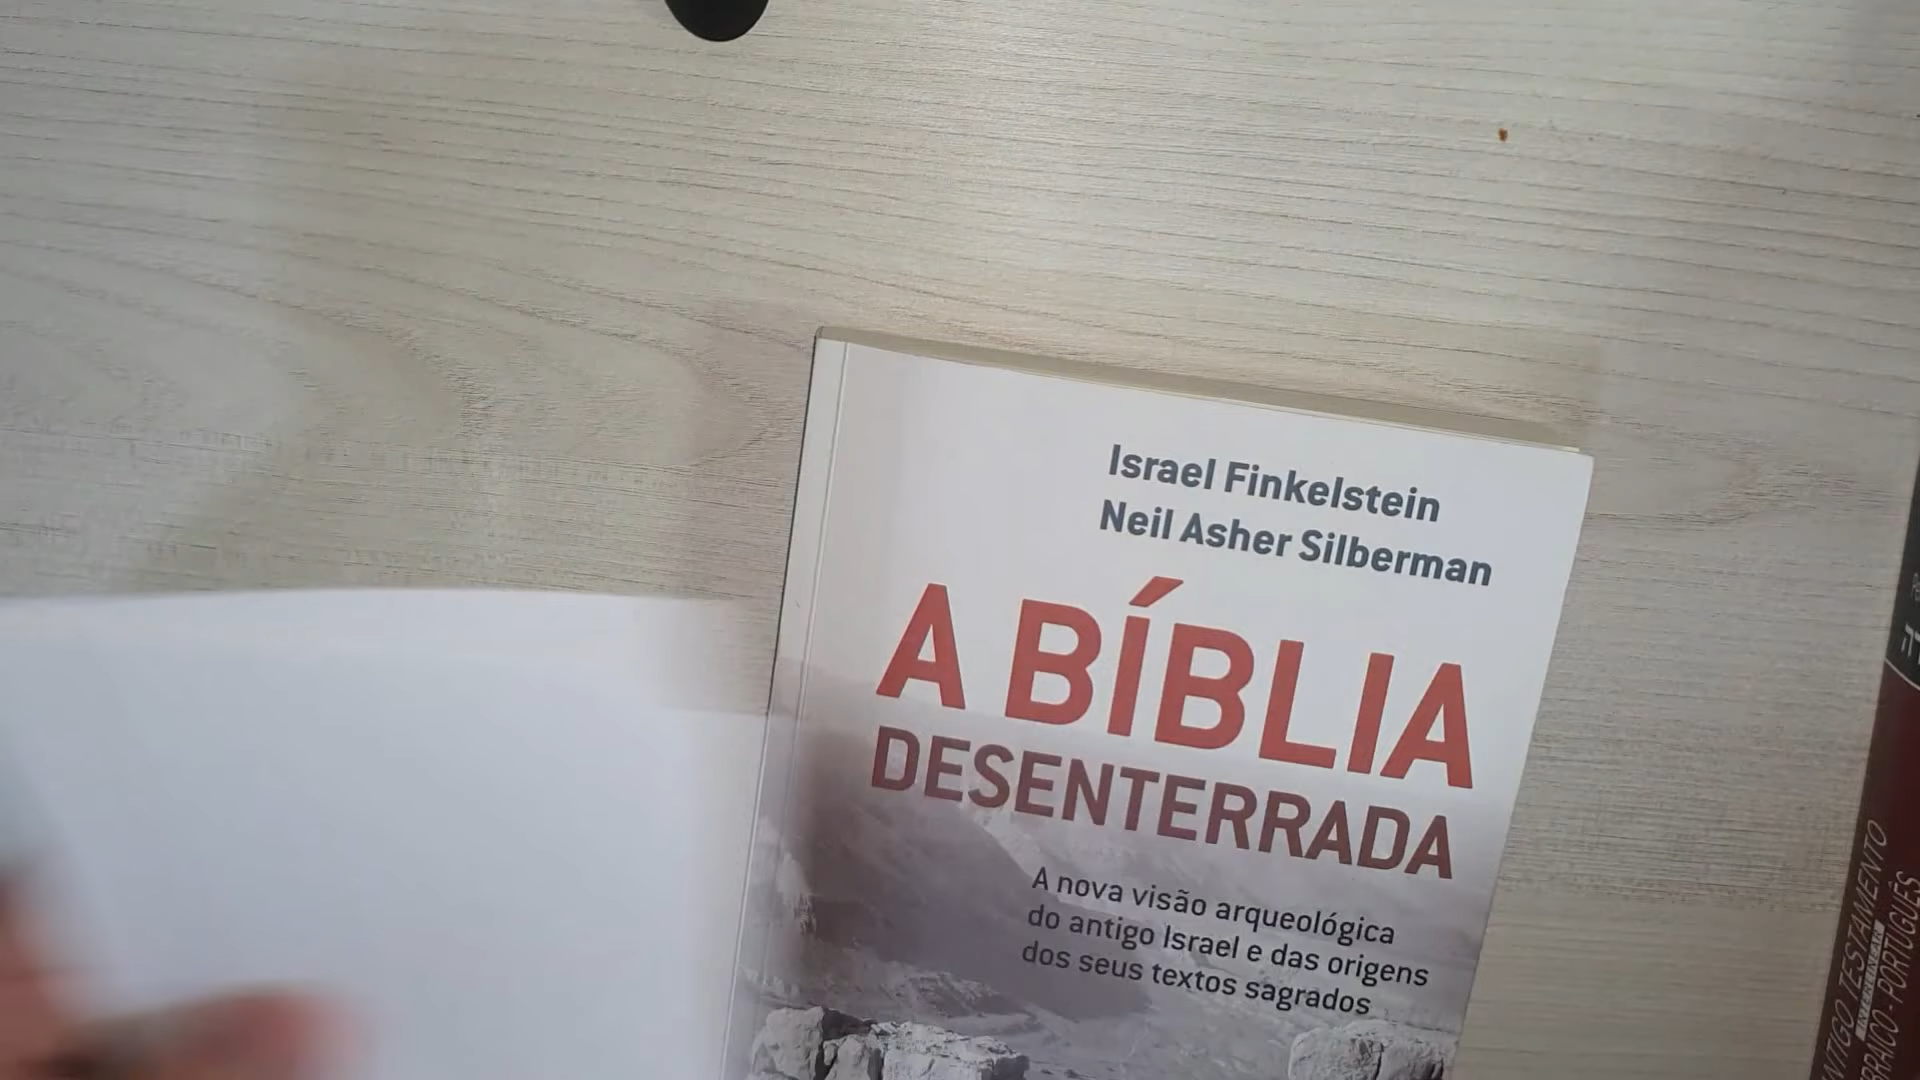 Israel Finkelstein
Neil Asher Silberman
A BÍBLIA
DESENTERRADA
A nova visão arqueológica
do antigo Israel e das origens
dos seus textos sagrados
TESTAMENTO
INTERLINEAR
PORTUGUÊS